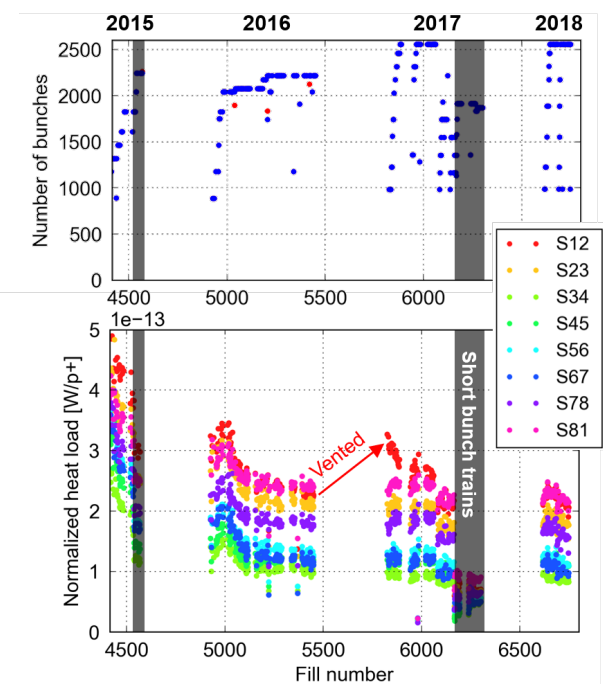 2015 2016 2017 2018
Number of bunches
2500
2000
1500
1000
500
0
4500 5000 5500 6000
S12
S23
S34
S45
S56
S67
S78
S81
1e−13
Normalized heat load [W/p+]
5
4
3
2
1
0
Vented
Short bunch trains
4500 5000 5500 6000 6500
Fill number